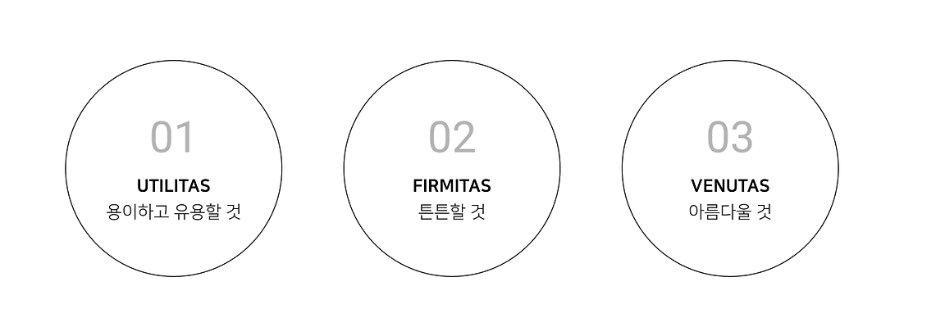 01
UTILITAS
용이하고 유용할 것
02
FIRMITAS
튼튼할 것
03
VENUTAS
아름다울 것